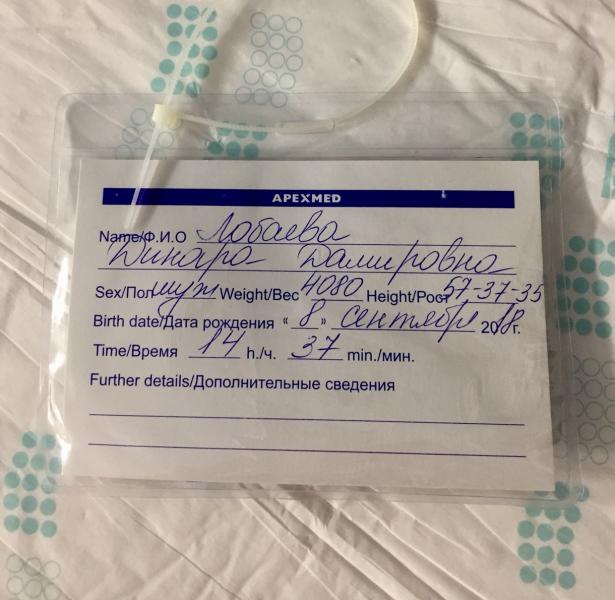 APEXMED
Name/Ф.И.О Лобаева
Динара Дамировна
Sex/Пол муж Weight/Вес 4080 Height/Рост 57-37-35
Birth date/Дата рождения « 8 » сентября 2018 г.
Time/Время 14 h./ч. 37 min./мин.
Further details/Дополнительные сведения